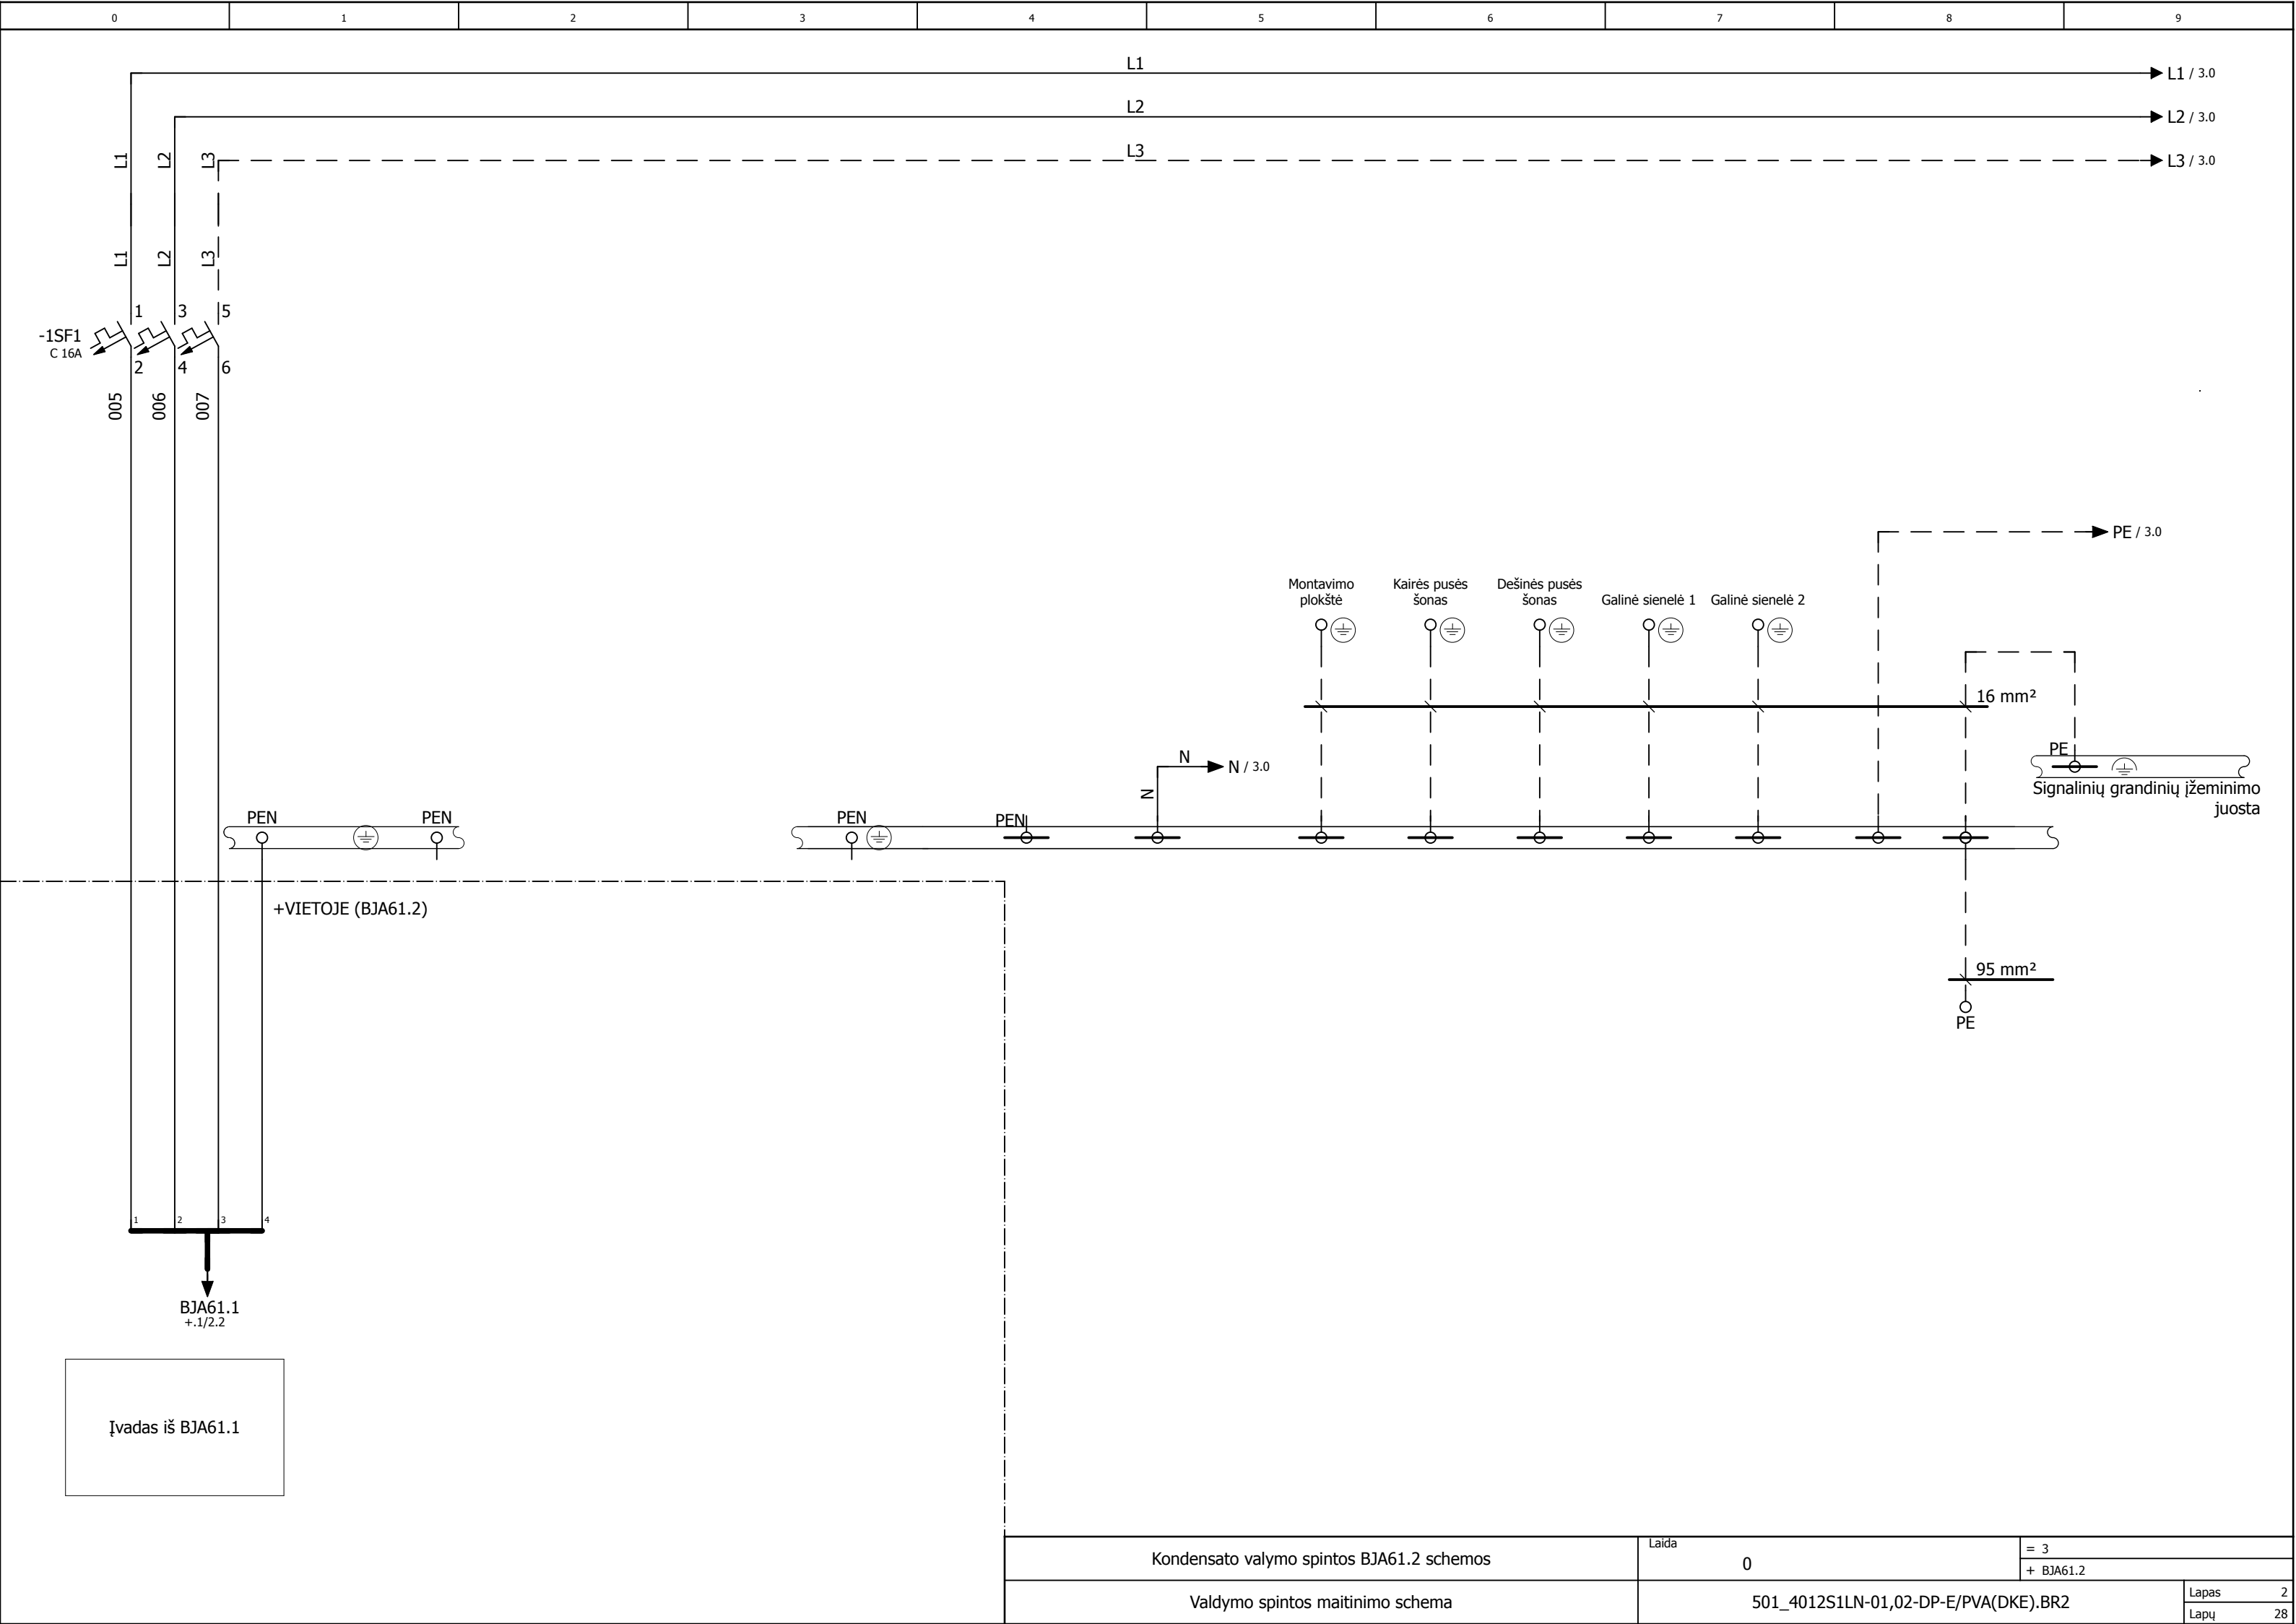 0 1 2 3 4 5 6 7 8 9
L1
L1 / 3.0
L2
L2 / 3.0
L3
L3 / 3.0
L1 L2 L3
L1 L2 L3
1 3 5
-1SF1
C 16A
2 4 6
005 006 007
PE / 3.0
Montavimo
plokštė
Kairės pusės
šonas
Dešinės pusės
šonas
Galinė sienelė 1
Galinė sienelė 2
16 mm²
N
N / 3.0
N
PE
Signalinių grandinių įžeminimo
juosta
PEN PEN PEN PEN
+VIETOJE (BJA61.2)
95 mm²
PE
1 2 3 4
BJA61.1
+.1/2.2
Įvadas iš BJA61.1
Kondensato valymo spintos BJA61.2 schemos
Laida
0
= 3
+ BJA61.2
Valdymo spintos maitinimo schema
501_4012S1LN-01,02-DP-E/PVA(DKE).BR2
Lapas 2
Lapų 28